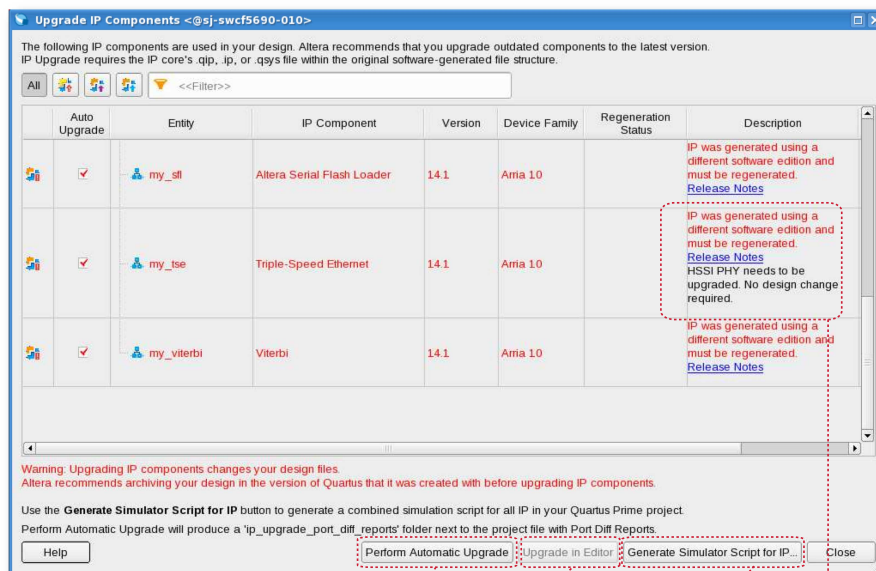 Upgrade IP Components <@sj-swcf5690-010>
The following IP components are used in your design. Altera recommends that you upgrade outdated components to the latest version.
IP Upgrade requires the IP core's .qip, .ip, or .qsys file within the original software-generated file structure.
All
<<Filter>>
Auto Upgrade Entity IP Component Version Device Family Regeneration Status Description
my_sfl Altera Serial Flash Loader 14.1 Arria 10
IP was generated using a
different software edition and
must be regenerated.
Release Notes
my_tse Triple-Speed Ethernet 14.1 Arria 10
IP was generated using a
different software edition and
must be regenerated.
Release Notes
HSSI PHY needs to be
upgraded. No design change
required.
my_viterbi Viterbi 14.1 Arria 10
IP was generated using a
different software edition and
must be regenerated.
Release Notes
Warning: Upgrading IP components changes your design files.
Altera recommends archiving your design in the version of Quartus that it was created with before upgrading IP components.
Use the Generate Simulator Script for IP button to generate a combined simulation script for all IP in your Quartus Prime project.
Perform Automatic Upgrade will produce a 'ip_upgrade_port_diff_reports' folder next to the project file with Port Diff Reports.
Help Perform Automatic Upgrade Upgrade in Editor Generate Simulator Script for IP... Close